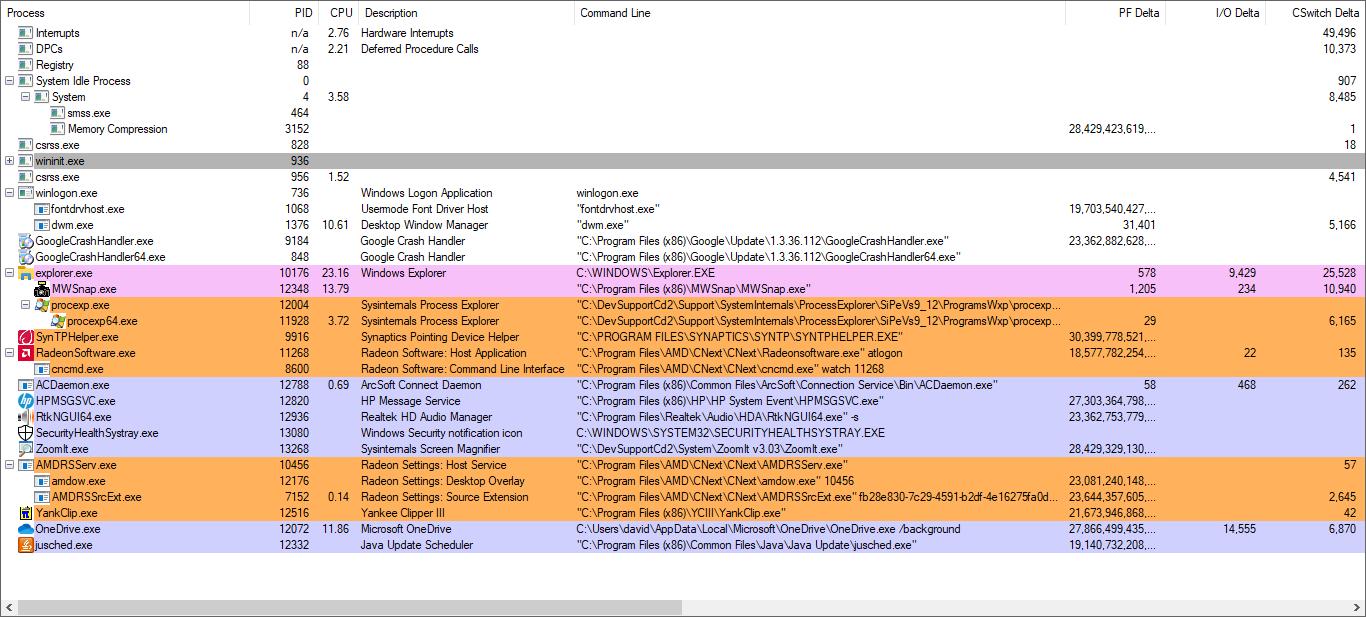 Process PID CPU Description Command Line PF Delta I/O Delta CSwitch Delta
Interrupts n/a 2.76 Hardware Interrupts 49,496
DPCs n/a 2.21 Deferred Procedure Calls 10,373
Registry 88
System Idle Process 0 907
System 4 3.58 8,485
smss.exe 464
Memory Compression 3152 28,429,423,619,... 1
csrss.exe 828 18
wininit.exe 936
csrss.exe 956 1.52 4,541
winlogon.exe 736 Windows Logon Application winlogon.exe
fontdrvhost.exe 1068 Usermode Font Driver Host "fontdrvhost.exe" 19,703,540,427,...
dwm.exe 1376 10.61 Desktop Window Manager "dwm.exe" 31,401 5,166
GoogleCrashHandler.exe 9184 Google Crash Handler "C:\Program Files (x86)\Google\Update\1.3.36.112\GoogleCrashHandler.exe" 23,362,882,628,...
GoogleCrashHandler64.exe 848 Google Crash Handler "C:\Program Files (x86)\Google\Update\1.3.36.112\GoogleCrashHandler64.exe"
explorer.exe 10176 23.16 Windows Explorer C:\WINDOWS\Explorer.EXE 578 9,429 25,528
MWSnap.exe 12348 13.79 "C:\Program Files (x86)\MWSnap\MWSnap.exe" 1,205 234 10,940
procexp.exe 12004 Sysinternals Process Explorer "C:\DevSupportCd2\Support\SystemInternals\ProcessExplorer\SiPeVs9_12\ProgramsWxp\procexp...
procexp64.exe 11928 3.72 Sysinternals Process Explorer "C:\DevSupportCd2\Support\SystemInternals\ProcessExplorer\SiPeVs9_12\ProgramsWxp\procexp... 29 6,165
SynTPHelper.exe 9916 Synaptics Pointing Device Helper "C:\PROGRAM FILES\SYNAPTICS\SYNTP\SYNTPHELPER.EXE" 30,399,778,521,...
RadeonSoftware.exe 11268 Radeon Software: Host Application "C:\Program Files\AMD\CNext\CNext\Radeonsoftware.exe" atlogon 18,577,782,254,... 22 135
cncmd.exe 8600 Radeon Software: Command Line Interface "C:\Program Files\AMD\CNext\CNext\cncmd.exe" watch 11268
ACDaemon.exe 12788 0.69 ArcSoft Connect Daemon "C:\Program Files (x86)\Common Files\ArcSoft\Connection Service\Bin\ACDaemon.exe" 58 468 262
HPMSGSVC.exe 12820 HP Message Service "C:\Program Files (x86)\HP\HP System Event\HPMSGSVC.exe" 27,303,364,798,...
RtkNGUI64.exe 12936 Realtek HD Audio Manager "C:\Program Files\Realtek\Audio\HDA\RtkNGUI64.exe" -s 23,362,753,779,...
SecurityHealthSystray.exe 13080 Windows Security notification icon C:\WINDOWS\SYSTEM32\SECURITYHEALTHSYSTRAY.EXE
ZoomIt.exe 13268 Sysinternals Screen Magnifier "C:\DevSupportCd2\System\ZoomIt v3.03\ZoomIt.exe" 28,429,329,130,...
AMDRSServ.exe 10456 Radeon Settings: Host Service "C:\Program Files\AMD\CNext\CNext\AMDRSServ.exe" 57
amdow.exe 12176 Radeon Settings: Desktop Overlay "C:\Program Files\AMD\CNext\CNext\amdow.exe" 10456 23,081,240,148,...
AMDRSSrcExt.exe 7152 0.14 Radeon Settings: Source Extension "C:\Program Files\AMD\CNext\CNext\AMDRSSrcExt.exe" fb28e830-7c29-4591-b2df-4e16275fa0d... 23,644,357,605,... 2,645
YankClip.exe 12516 Yankee Clipper III "C:\Program Files (x86)\YCIII\YankClip.exe" 21,673,946,868,... 42
OneDrive.exe 12072 11.86 Microsoft OneDrive C:\Users\david\AppData\Local\Microsoft\OneDrive\OneDrive.exe /background 27,866,499,435,... 14,555 6,870
jusched.exe 12332 Java Update Scheduler "C:\Program Files (x86)\Common Files\Java\Java Update\jusched.exe" 19,140,732,208,...